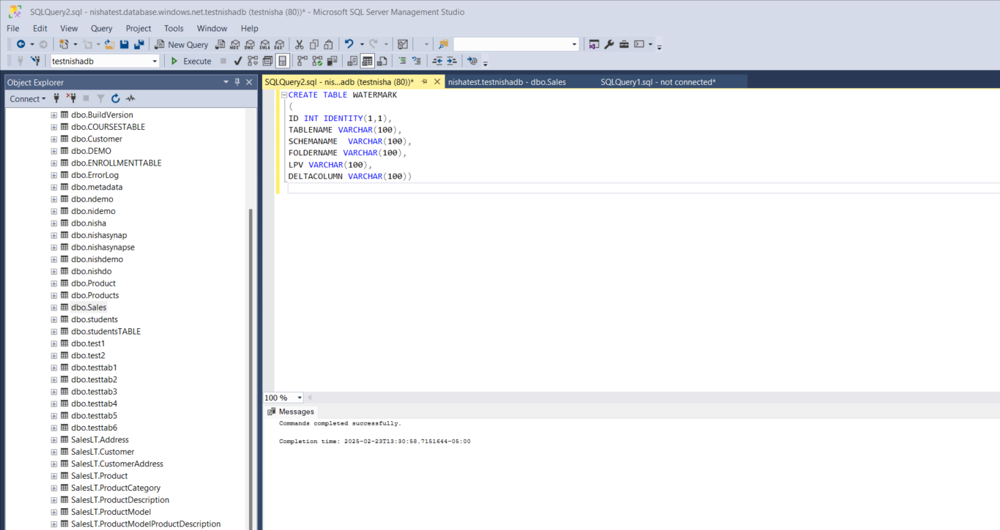 SQLQuery2.sql - nishatest.database.windows.net.testnishadb (testnisha (80))* - Microsoft SQL Server Management Studio
File Edit View Query Project Tools Window Help
New Query MDX DMX XMLA DAX
testnishadb Execute
Object Explorer
Connect
dbo.BuildVersion
dbo.COURSESTABLE
dbo.Customer
dbo.DEMO
dbo.ENROLLMENTTABLE
dbo.ErrorLog
dbo.metadata
dbo.ndemo
dbo.nidemo
dbo.nisha
dbo.nishasynap
dbo.nishasynapse
dbo.nishdemo
dbo.nishdo
dbo.Product
dbo.Products
dbo.Sales
dbo.students
dbo.studentsTABLE
dbo.test1
dbo.test2
dbo.testtab1
dbo.testtab2
dbo.testtab3
dbo.testtab4
dbo.testtab5
dbo.testtab6
SalesLT.Address
SalesLT.Customer
SalesLT.CustomerAddress
SalesLT.Product
SalesLT.ProductCategory
SalesLT.ProductDescription
SalesLT.ProductModel
SalesLT.ProductModelProductDescription
SQLQuery2.sql - nis...adb (testnisha (80))* nishatest.testnishadb - dbo.Sales SQLQuery1.sql - not connected*
CREATE TABLE WATERMARK
(
ID INT IDENTITY(1,1),
TABLENAME VARCHAR(100),
SCHEMANAME  VARCHAR(100),
FOLDERNAME VARCHAR(100),
LPV VARCHAR(100),
DELTACOLUMN VARCHAR(100))
100 %
Messages
Commands completed successfully.
Completion time: 2025-02-23T13:30:58.7151644-05:00